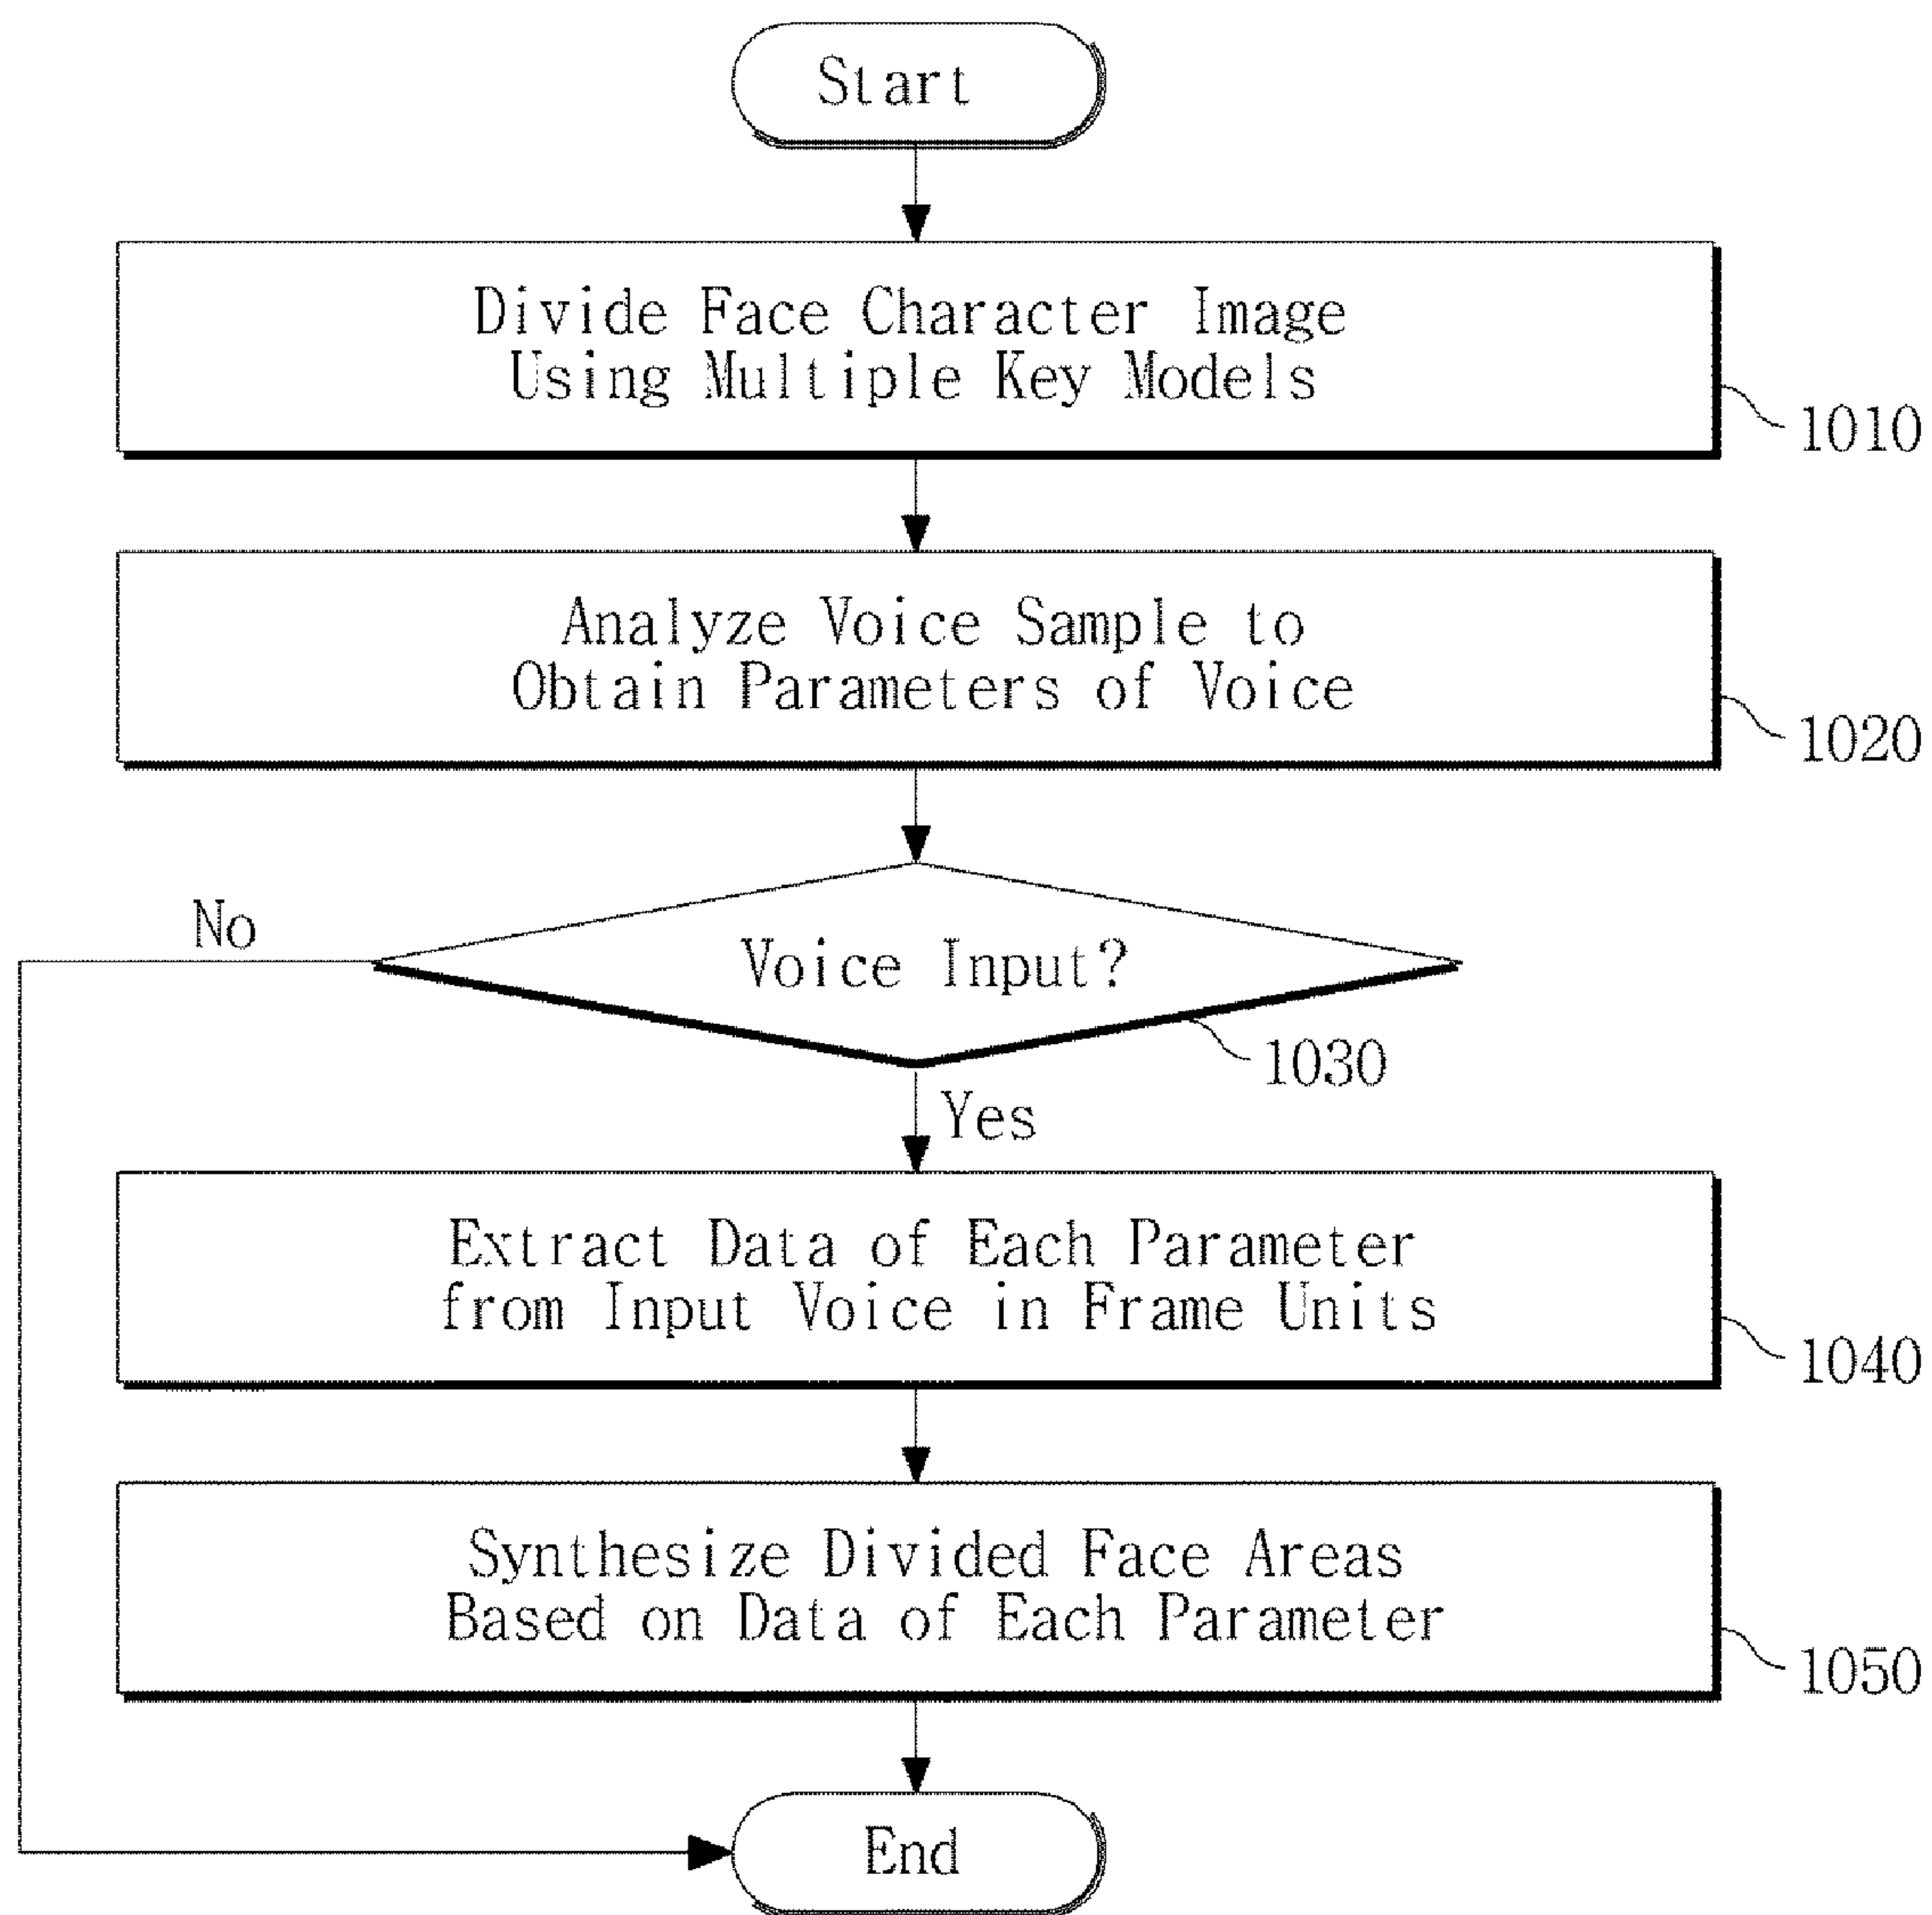 Start
Divide Face Character Image
Using Multiple Key Models
1010
Analyze Voice Sample to
Obtain Parameters of Voice
1020
No
Voice Input?
1030
Yes
Extract Data of Each Parameter
from Input Voice in Frame Units
1040
Synthesize Divided Face Areas
Based on Data of Each Parameter
1050
End